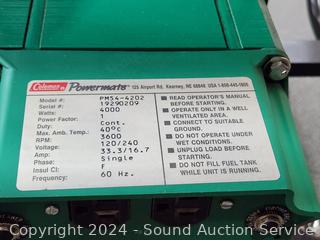 Coleman Powermate 125 Airport Rd. Kearney, NE 68848 USA 1-800-445-1805
Model #: PM54-4202
Serial #: 19290209
Watts: 4000
Power Factor: 1
Duty: Cont.
Max. Amb. Temp.: 40°C
RPM: 3600
Voltage: 120/240
Amp: 33.3/16.7
Phase: Single
Insul Cl: F
Frequency: 60 Hz.
■ READ OPERATOR'S MANUAL
BEFORE STARTING.
■ OPERATE ONLY IN A WELL
VENTILATED AREA.
■ CONNECT TO SUITABLE
GROUND.
■ DO NOT OPERATE UNDER
WET CONDITIONS.
■ UNPLUG LOAD BEFORE
STARTING.
■ DO NOT FILL FUEL TANK
WHILE UNIT IS RUNNING.
Copyright 2024 - Your Auction Source